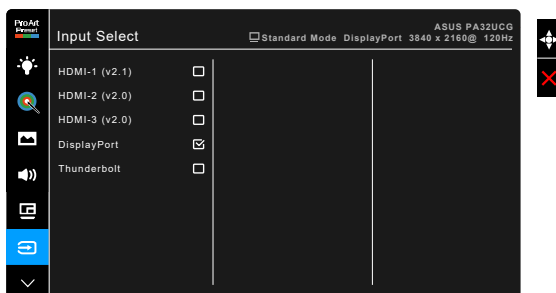 ProArt
Preset
Input Select
ASUS PA32UCG
Standard Mode DisplayPort 3840 x 2160@ 120Hz
HDMI-1 (v2.1)
HDMI-2 (v2.0)
HDMI-3 (v2.0)
DisplayPort
Thunderbolt